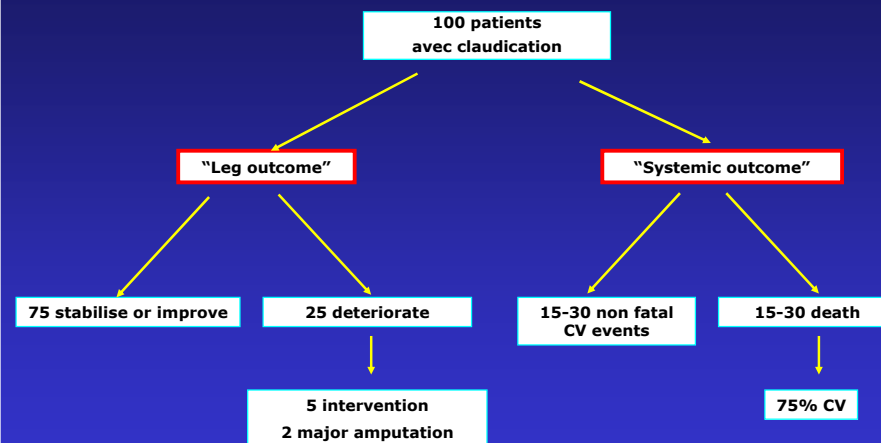 100 patients
avec claudication
“Leg outcome”
“Systemic outcome”
75 stabilise or improve
25 deteriorate
15-30 non fatal
CV events
15-30 death
5 intervention
2 major amputation
75% CV